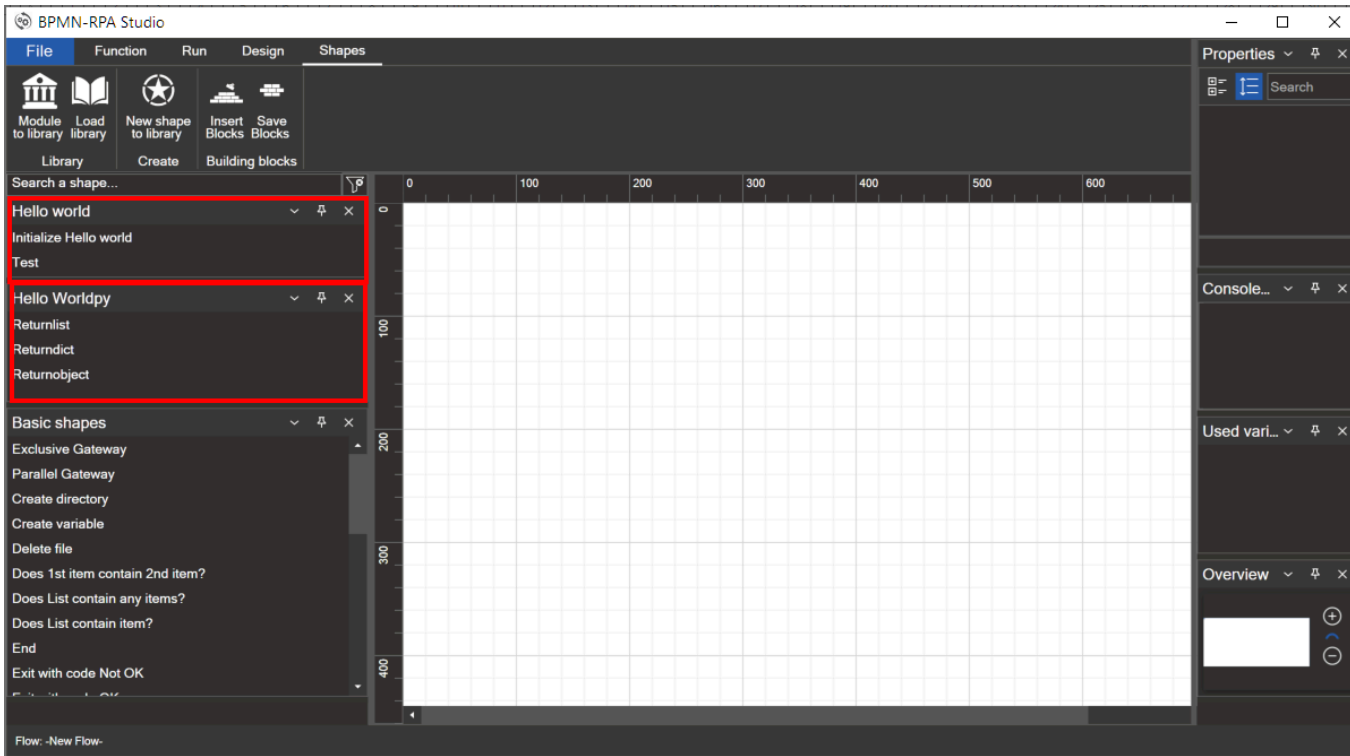 BPMN-RPA Studio
File Function Run Design Shapes
Module to library
Load library
New shape to library
Insert Blocks
Save Blocks
Library Create Building blocks
Search a shape...
Hello world
Initialize Hello world
Test
Hello Worldpy
Returnlist
Returndict
Returnobject
Basic shapes
Exclusive Gateway
Parallel Gateway
Create directory
Create variable
Delete file
Does 1st item contain 2nd item?
Does List contain any items?
Does List contain item?
End
Exit with code Not OK
0 100 200 300 400 500 600
0
100
200
300
400
Properties
Search
Console...
Used vari...
Overview
Flow: -New Flow-